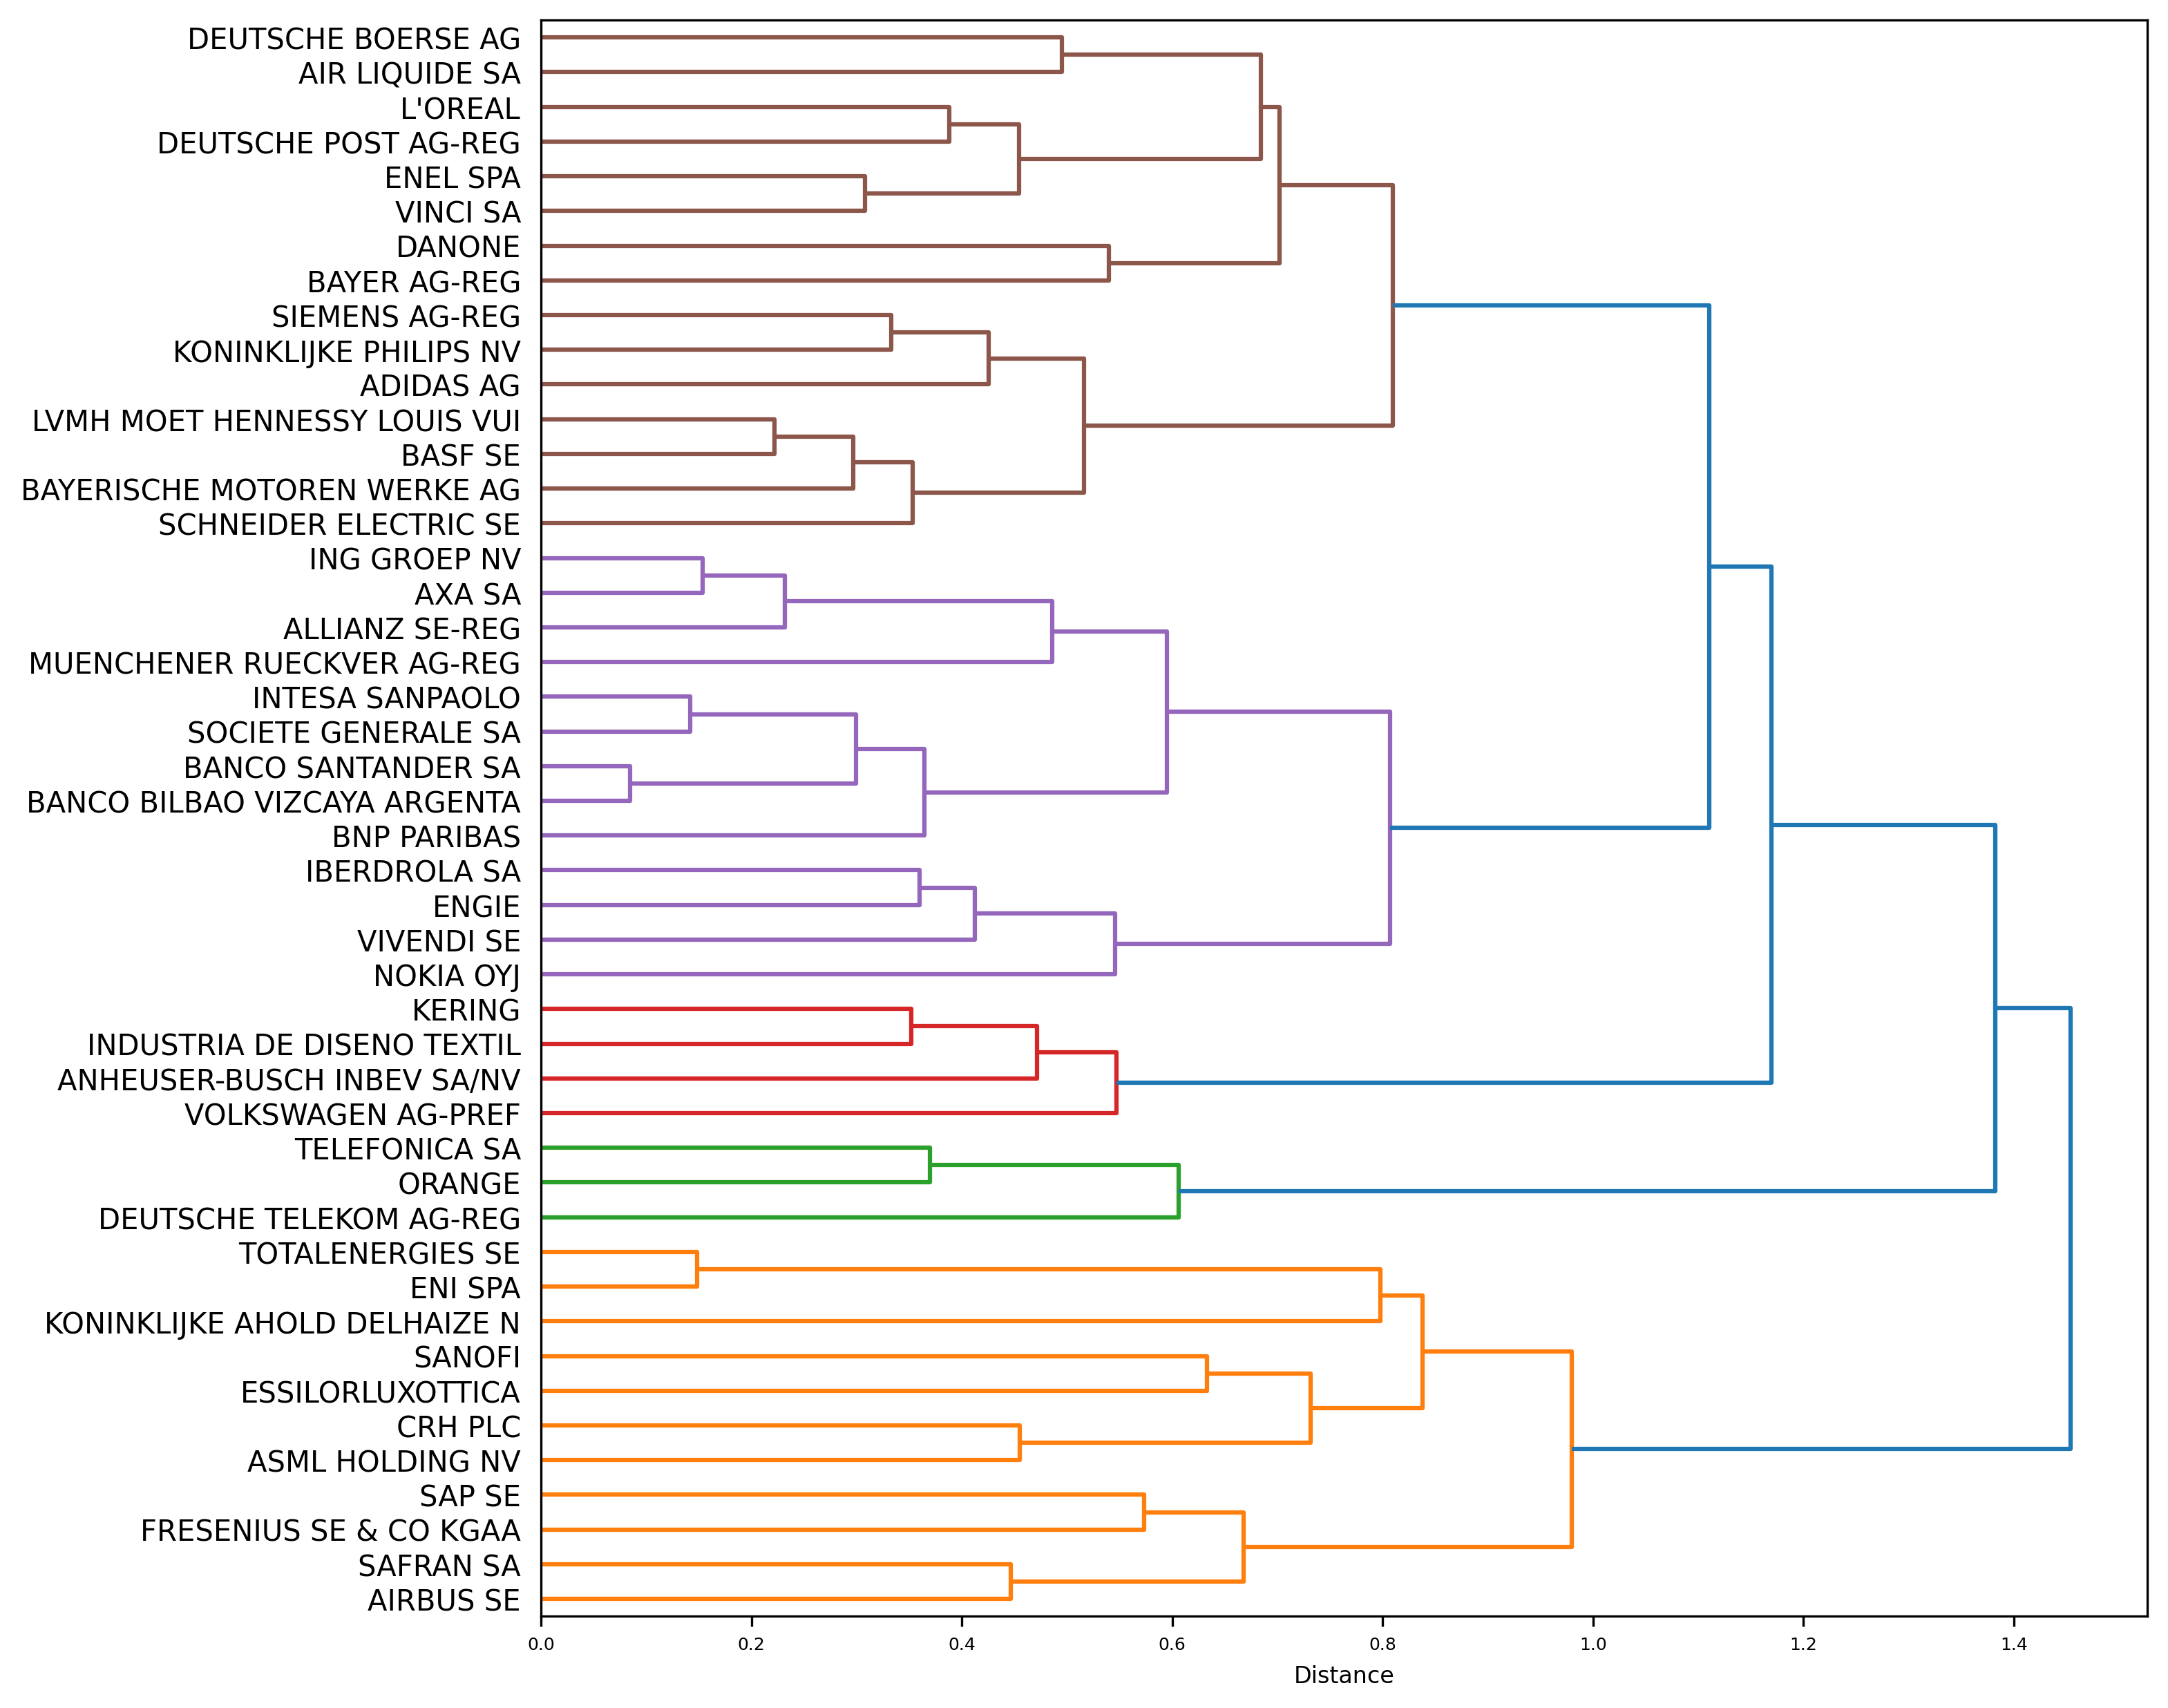 DEUTSCHE BOERSE AG
AIR LIQUIDE SA
L'OREAL
DEUTSCHE POST AG-REG
ENEL SPA
VINCI SA
DANONE
BAYER AG-REG
SIEMENS AG-REG
KONINKLIJKE PHILIPS NV
ADIDAS AG
LVMH MOET HENNESSY LOUIS VUI
BASF SE
BAYERISCHE MOTOREN WERKE AG
SCHNEIDER ELECTRIC SE
ING GROEP NV
AXA SA
ALLIANZ SE-REG
MUENCHENER RUECKVER AG-REG
INTESA SANPAOLO
SOCIETE GENERALE SA
BANCO SANTANDER SA
BANCO BILBAO VIZCAYA ARGENTA
BNP PARIBAS
IBERDROLA SA
ENGIE
VIVENDI SE
NOKIA OYJ
KERING
INDUSTRIA DE DISENO TEXTIL
ANHEUSER-BUSCH INBEV SA/NV
VOLKSWAGEN AG-PREF
TELEFONICA SA
ORANGE
DEUTSCHE TELEKOM AG-REG
TOTALENERGIES SE
ENI SPA
KONINKLIJKE AHOLD DELHAIZE N
SANOFI
ESSILORLUXOTTICA
CRH PLC
ASML HOLDING NV
SAP SE
FRESENIUS SE & CO KGAA
SAFRAN SA
AIRBUS SE
0.0 0.2 0.4 0.6 0.8 1.0 1.2 1.4
Distance